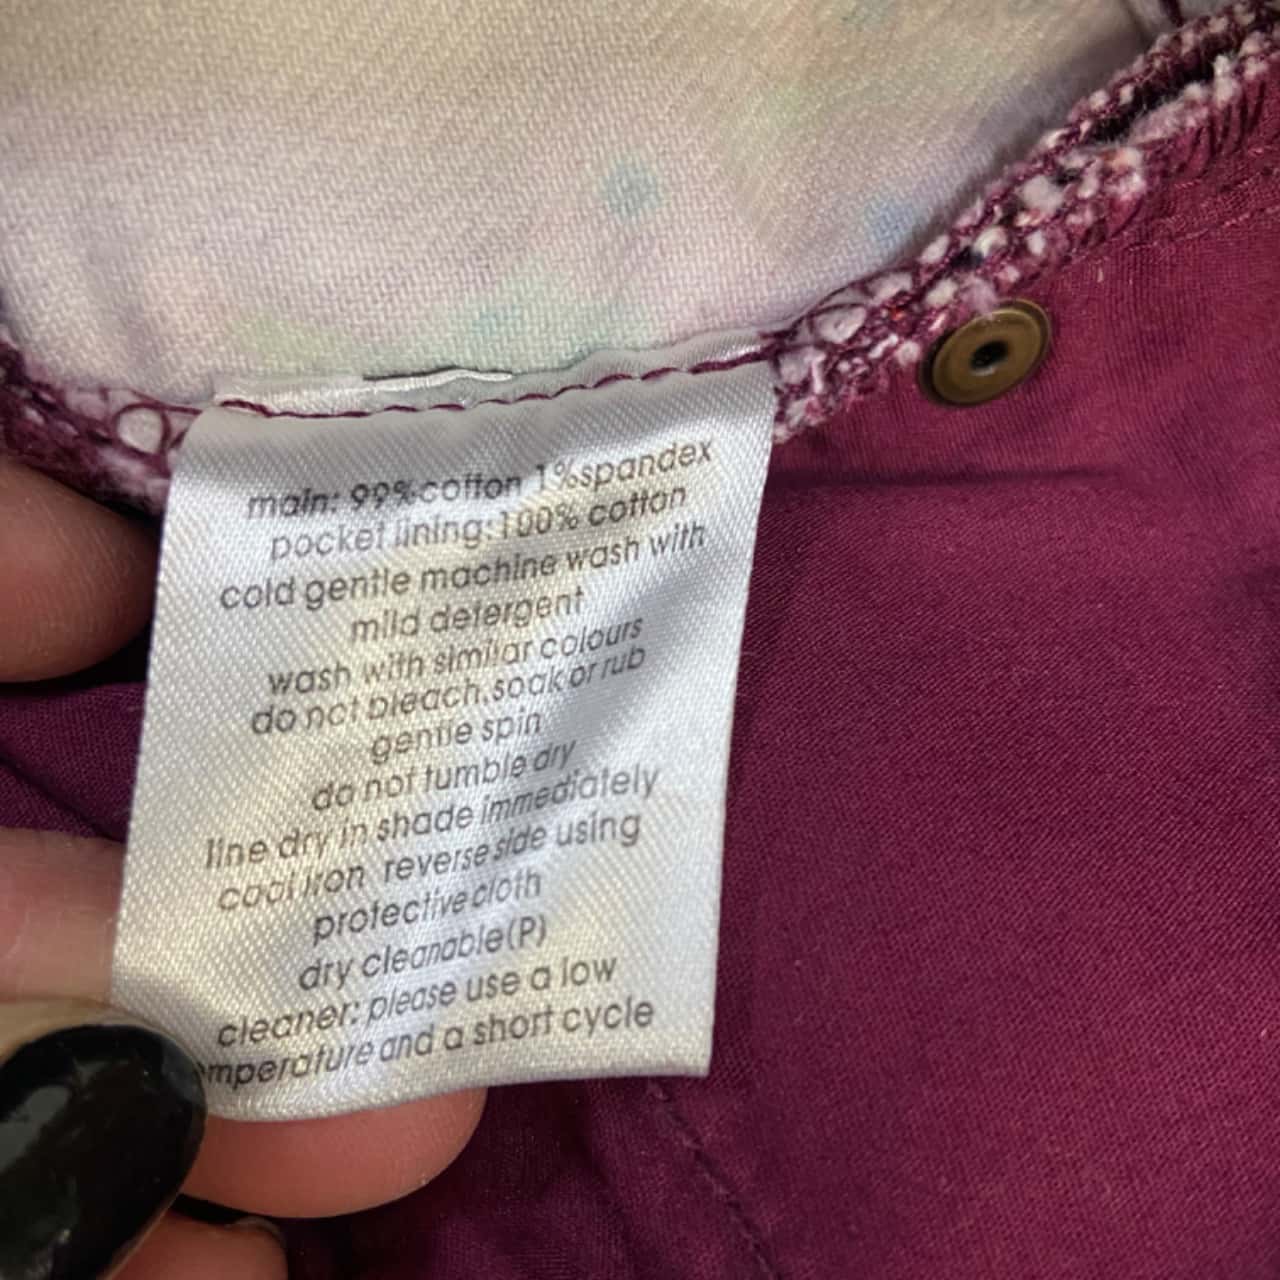 main: 99%cotton 1%spandex
pocket lining:100% cotton
cold gentle machine wash with
mild detergent
wash with similar colours
do not bleach,soak or rub
gentle spin
do not tumble dry
line dry in shade immediately
cool iron reverse side using
protective cloth
dry cleanable(P)
cleaner: please use a low
emperature and a short cycle